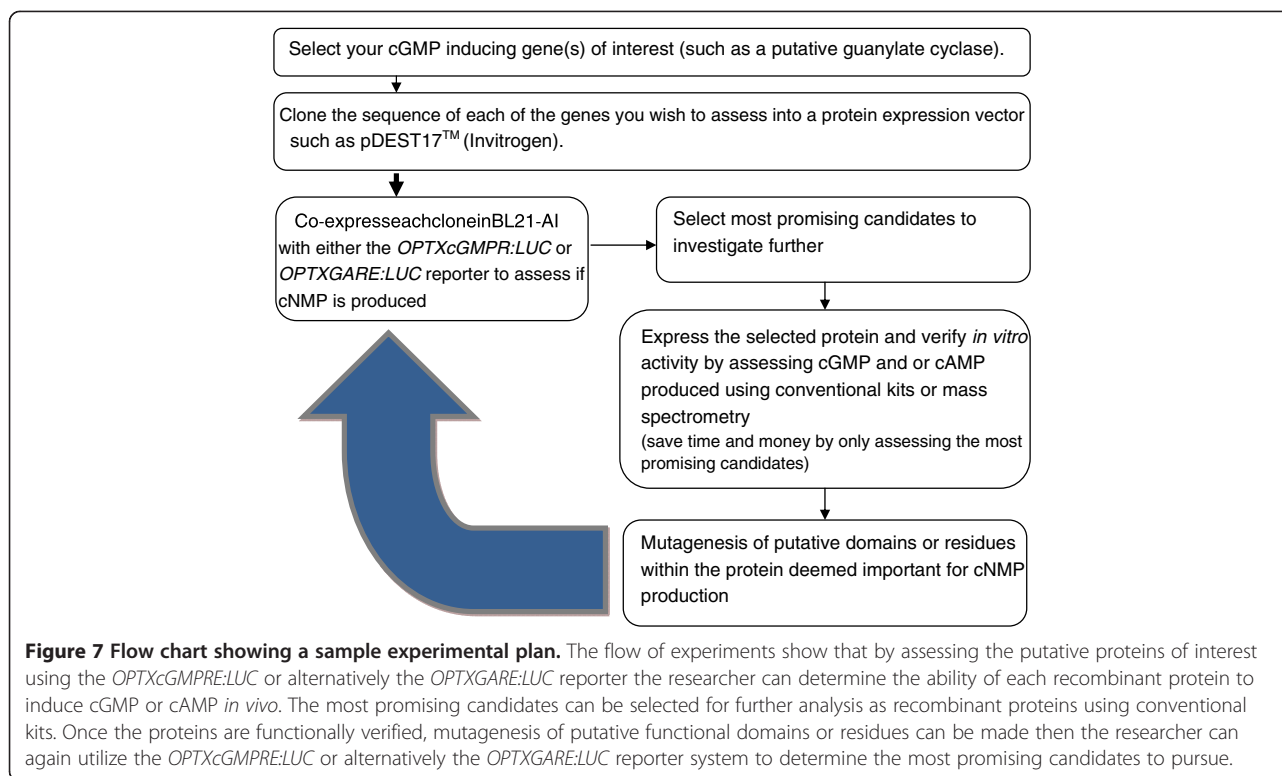 Select your cGMP inducing gene(s) of interest (such as a putative guanylate cyclase).
Clone the sequence of each of the genes you wish to assess into a protein expression vector
such as pDEST17TM (Invitrogen).
Co-expresseachcloneinBL21-AI
with either the OPTXcGMPR:LUC or
OPTXGARE:LUC reporter to assess if
cNMP is produced
Select most promising candidates to
investigate further
Express the selected protein and verify in vitro
activity by assessing cGMP and or cAMP
produced using conventional kits or mass
spectrometry
(save time and money by only assessing the most
promising candidates)
Mutagenesis of putative domains or residues
within the protein deemed important for cNMP
production
Figure 7 Flow chart showing a sample experimental plan. The flow of experiments show that by assessing the putative proteins of interest
using the OPTXcGMPRE:LUC or alternatively the OPTXGARE:LUC reporter the researcher can determine the ability of each recombinant protein to
induce cGMP or cAMP in vivo. The most promising candidates can be selected for further analysis as recombinant proteins using conventional
kits. Once the proteins are functionally verified, mutagenesis of putative functional domains or residues can be made then the researcher can
again utilize the OPTXcGMPRE:LUC or alternatively the OPTXGARE:LUC reporter system to determine the most promising candidates to pursue.